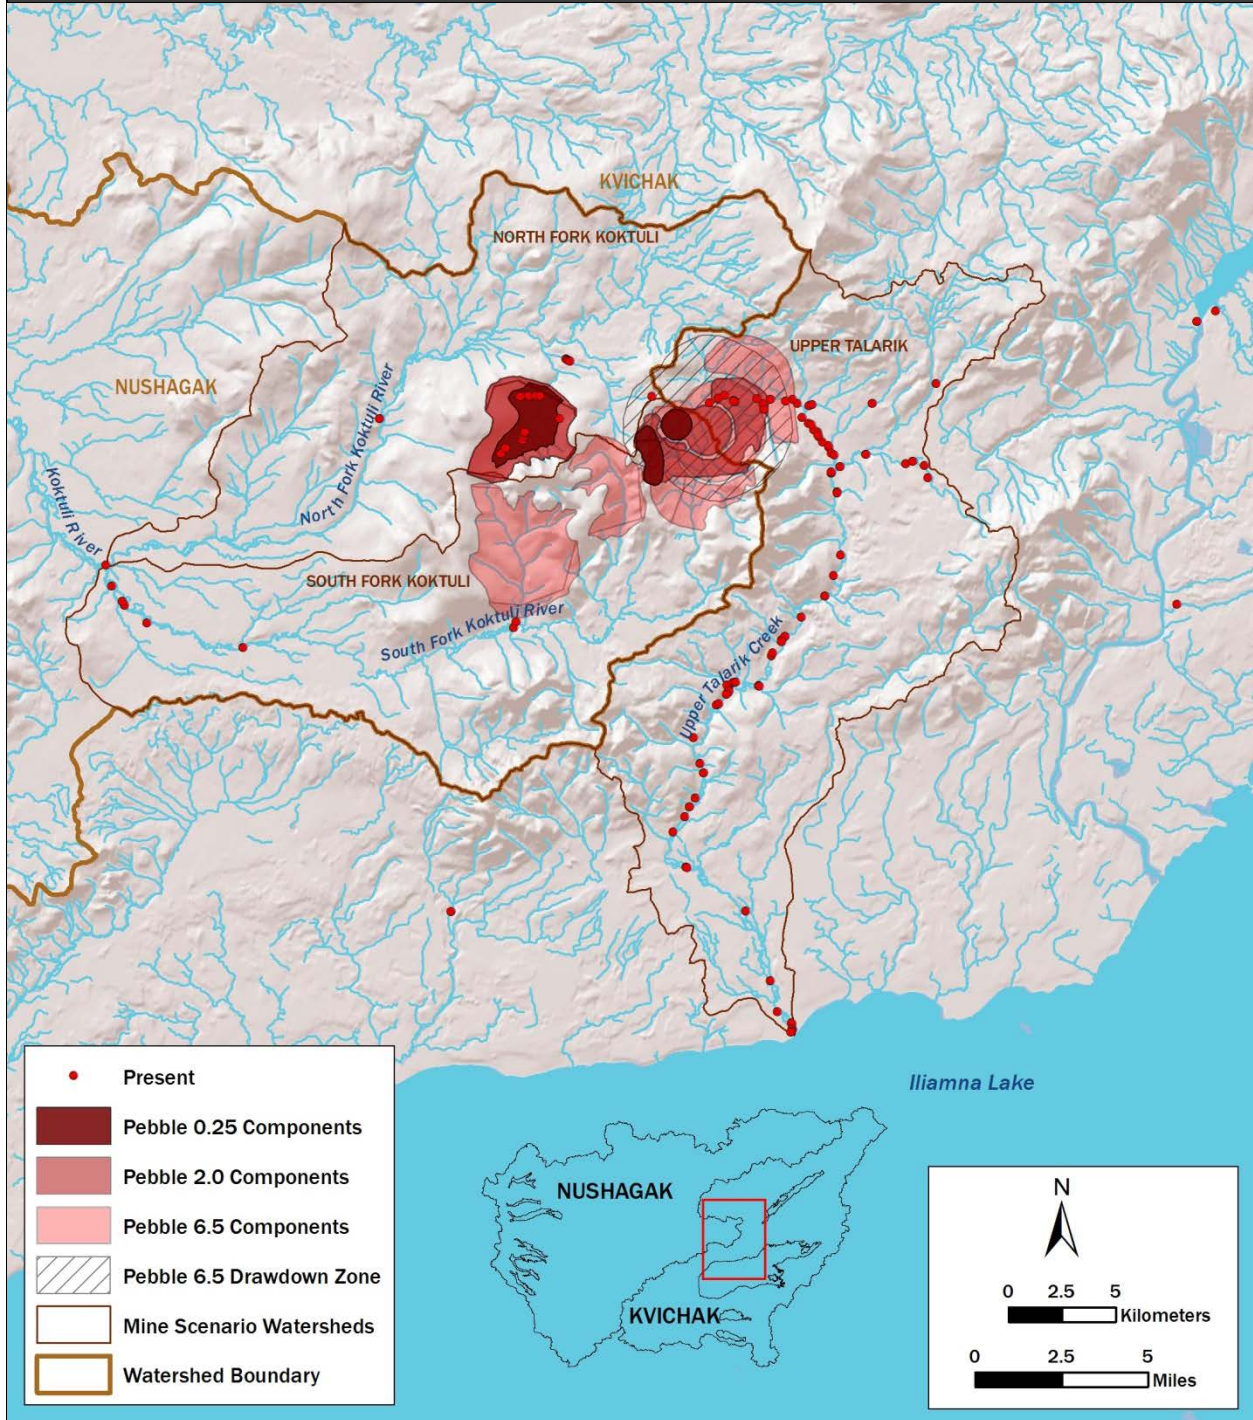 KVICHAK
NORTH FORK KOKTULI
UPPER TALARIK
NUSHAGAK
North Fork Koktuli River
Koktuli River
SOUTH FORK KOKTULI
South Fork Koktuli River
Upper Talarik Creek
Iliamna Lake
Present
Pebble 0.25 Components
Pebble 2.0 Components
Pebble 6.5 Components
Pebble 6.5 Drawdown Zone
Mine Scenario Watersheds
Watershed Boundary
NUSHAGAK
KVICHAK
N
0 2.5 5
Kilometers
0 2.5 5
Miles